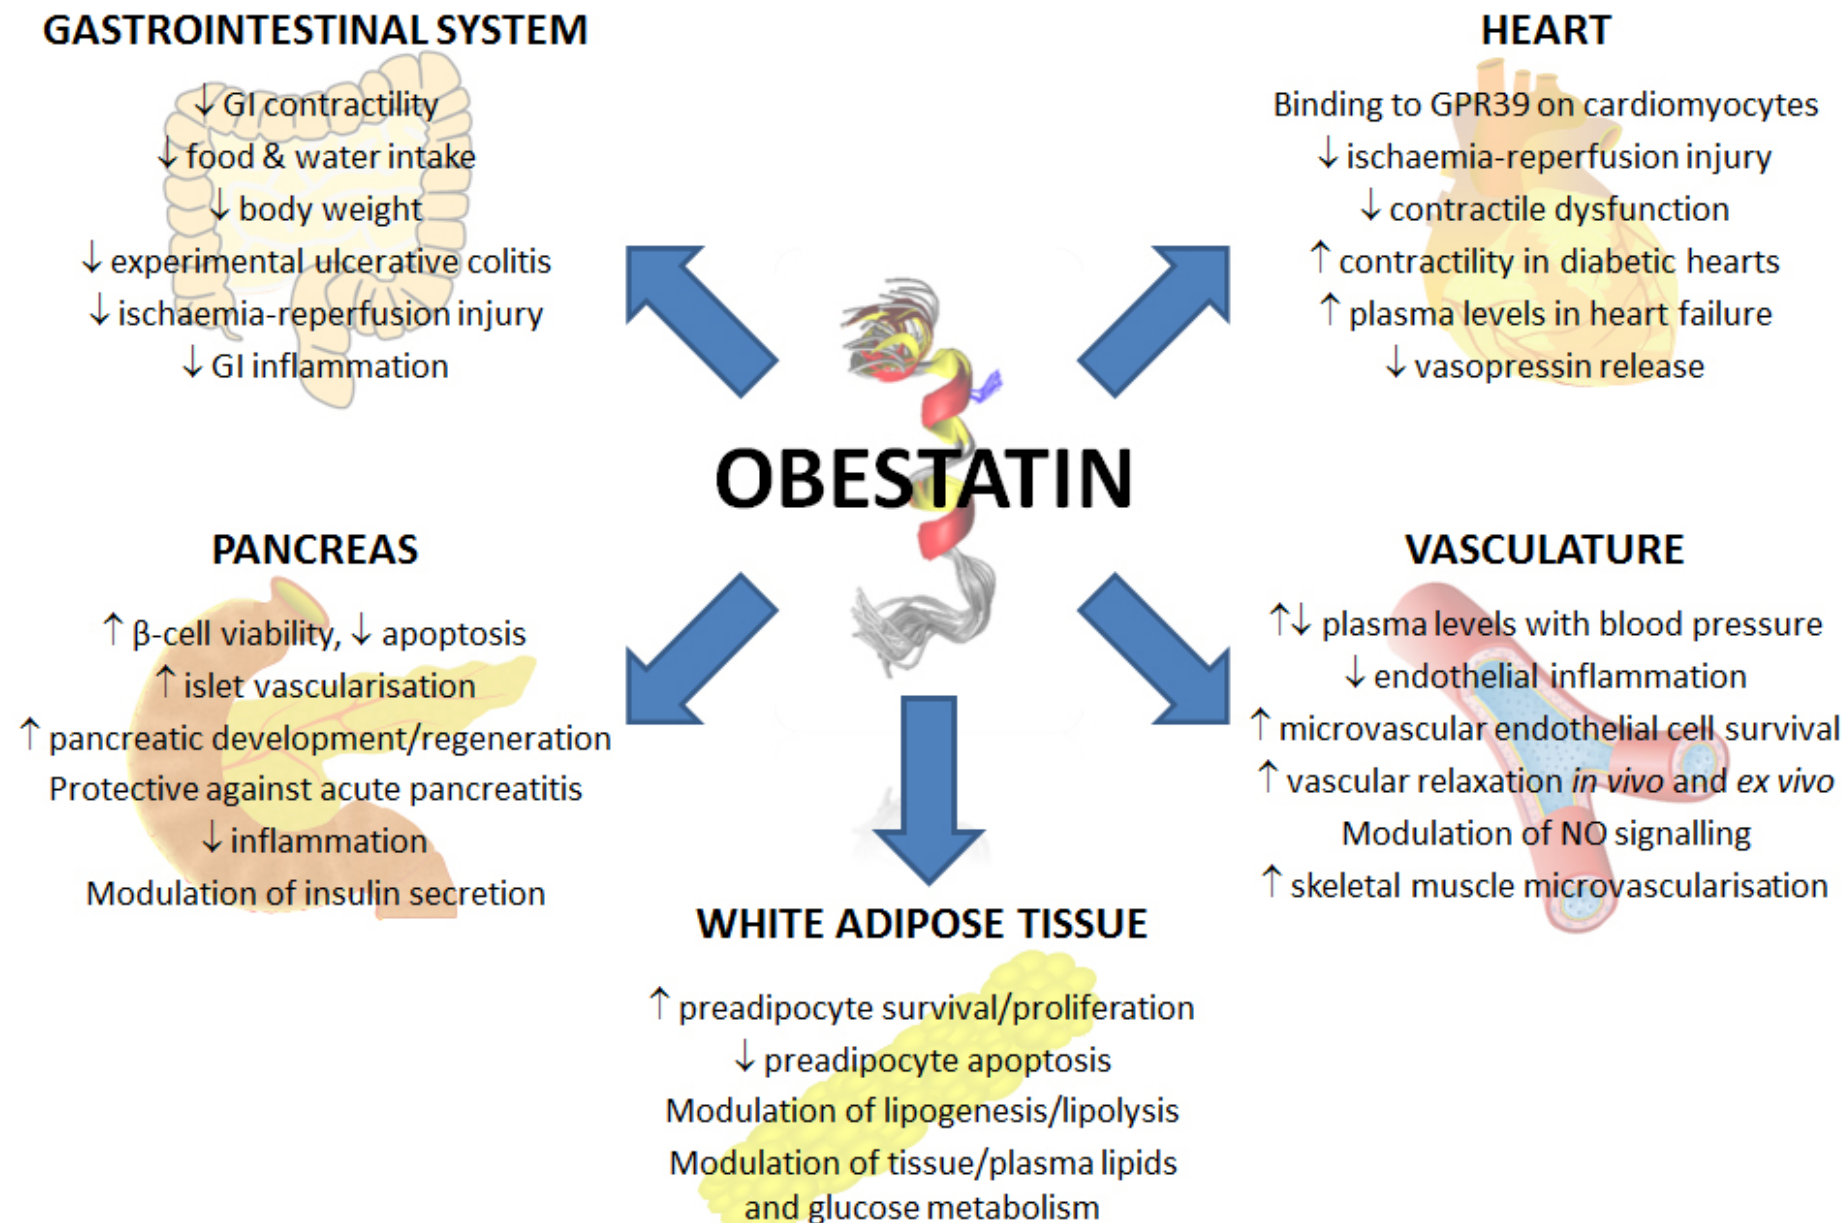 GASTROINTESTINAL SYSTEM
↓ GI contractility
↓ food & water intake
↓ body weight
↓ experimental ulcerative colitis
↓ ischaemia-reperfusion injury
↓ GI inflammation
HEART
Binding to GPR39 on cardiomyocytes
↓ ischaemia-reperfusion injury
↓ contractile dysfunction
↑ contractility in diabetic hearts
↑ plasma levels in heart failure
↓ vasopressin release
OBESTATIN
PANCREAS
↑ β-cell viability, ↓ apoptosis
↑ islet vascularisation
↑ pancreatic development/regeneration
Protective against acute pancreatitis
↓ inflammation
Modulation of insulin secretion
VASCULATURE
↑↓ plasma levels with blood pressure
↓ endothelial inflammation
↑ microvascular endothelial cell survival
↑ vascular relaxation in vivo and ex vivo
Modulation of NO signalling
↑ skeletal muscle microvascularisation
WHITE ADIPOSE TISSUE
↑ preadipocyte survival/proliferation
↓ preadipocyte apoptosis
Modulation of lipogenesis/lipolysis
Modulation of tissue/plasma lipids
and glucose metabolism